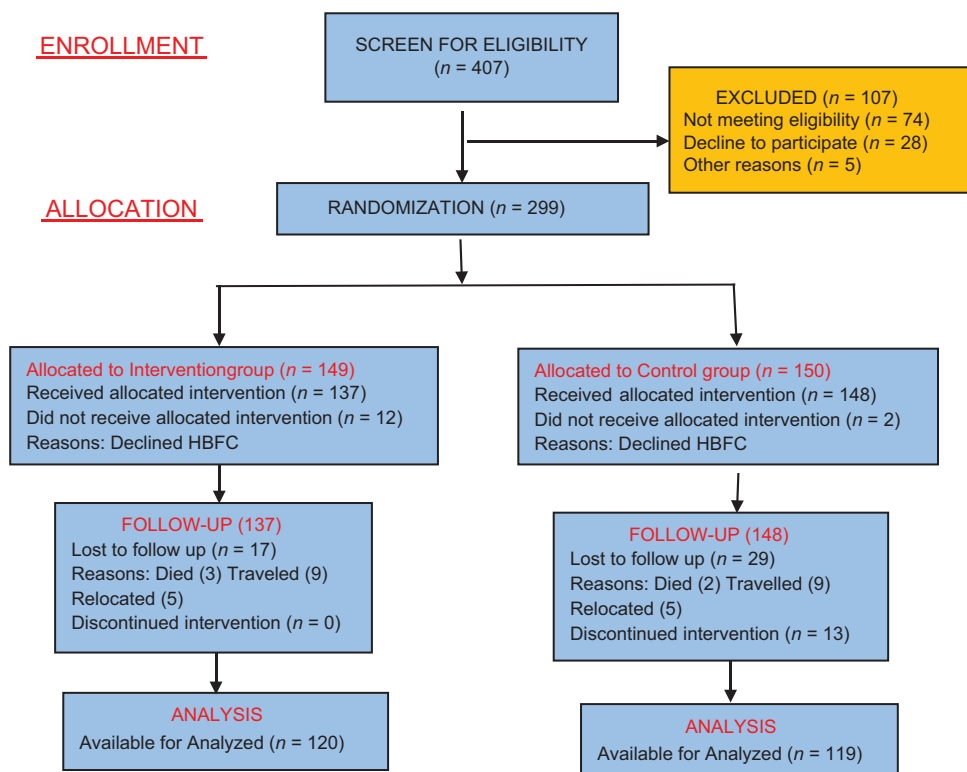 ENROLLMENT
SCREEN FOR ELIGIBILITY
(n = 407)
EXCLUDED (n = 107)
Not meeting eligibility (n = 74)
Decline to participate (n = 28)
Other reasons (n = 5)
ALLOCATION
RANDOMIZATION (n = 299)
Allocated to Interventiongroup (n = 149)
Received allocated intervention (n = 137)
Did not receive allocated intervention (n = 12)
Reasons: Declined HBFC
Allocated to Control group (n = 150)
Received allocated intervention (n = 148)
Did not receive allocated intervention (n = 2)
Reasons: Declined HBFC
FOLLOW-UP (137)
Lost to follow up (n = 17)
Reasons: Died (3) Traveled (9)
Relocated (5)
Discontinued intervention (n = 0)
FOLLOW-UP (148)
Lost to follow up (n = 29)
Reasons: Died (2) Travelled (9)
Relocated (5)
Discontinued intervention (n = 13)
ANALYSIS
Available for Analyzed (n = 120)
ANALYSIS
Available for Analyzed (n = 119)